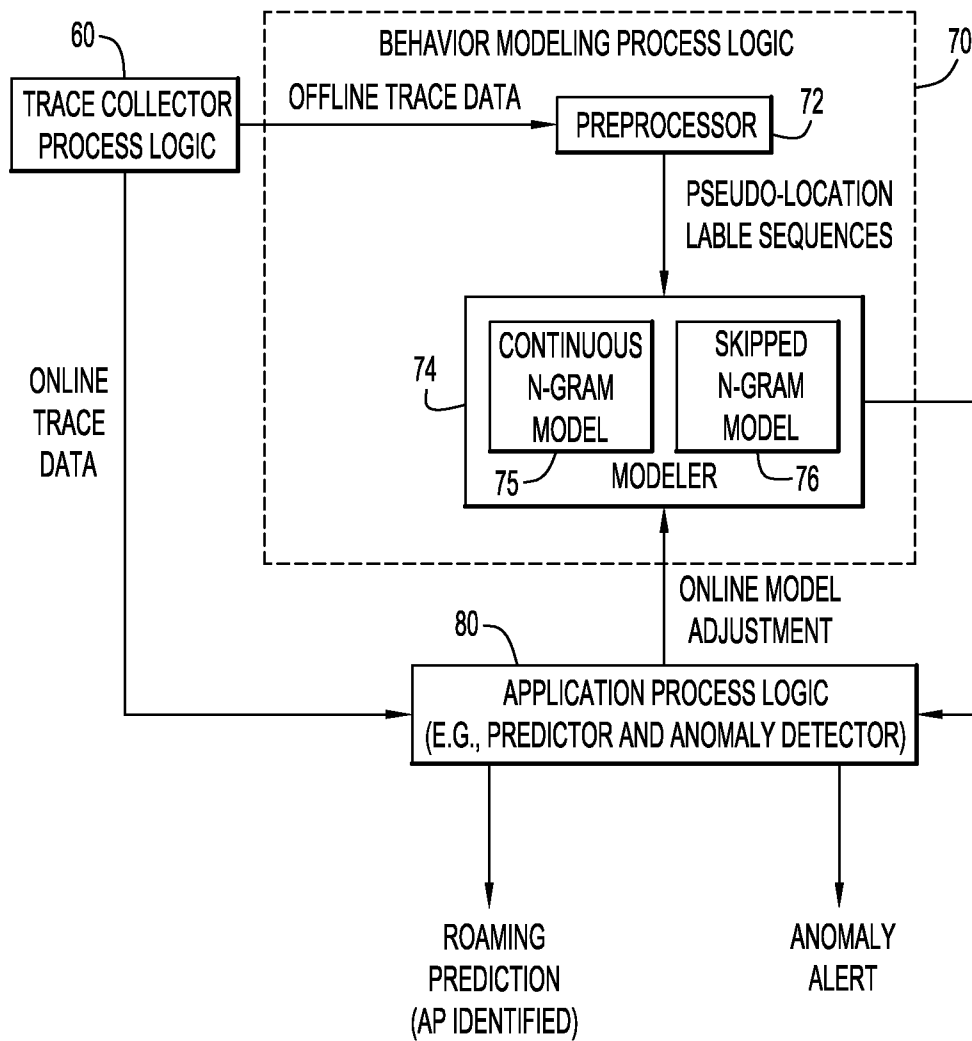 60
BEHAVIOR MODELING PROCESS LOGIC
70
TRACE COLLECTOR
PROCESS LOGIC
OFFLINE TRACE DATA
72
PREPROCESSOR
PSEUDO-LOCATION
LABLE SEQUENCES
ONLINE
TRACE
DATA
74
CONTINUOUS
N-GRAM
MODEL
75
SKIPPED
N-GRAM
MODEL
76
MODELER
ONLINE MODEL
ADJUSTMENT
80
APPLICATION PROCESS LOGIC
(E.G., PREDICTOR AND ANOMALY DETECTOR)
ROAMING
PREDICTION
(AP IDENTIFIED)
ANOMALY
ALERT